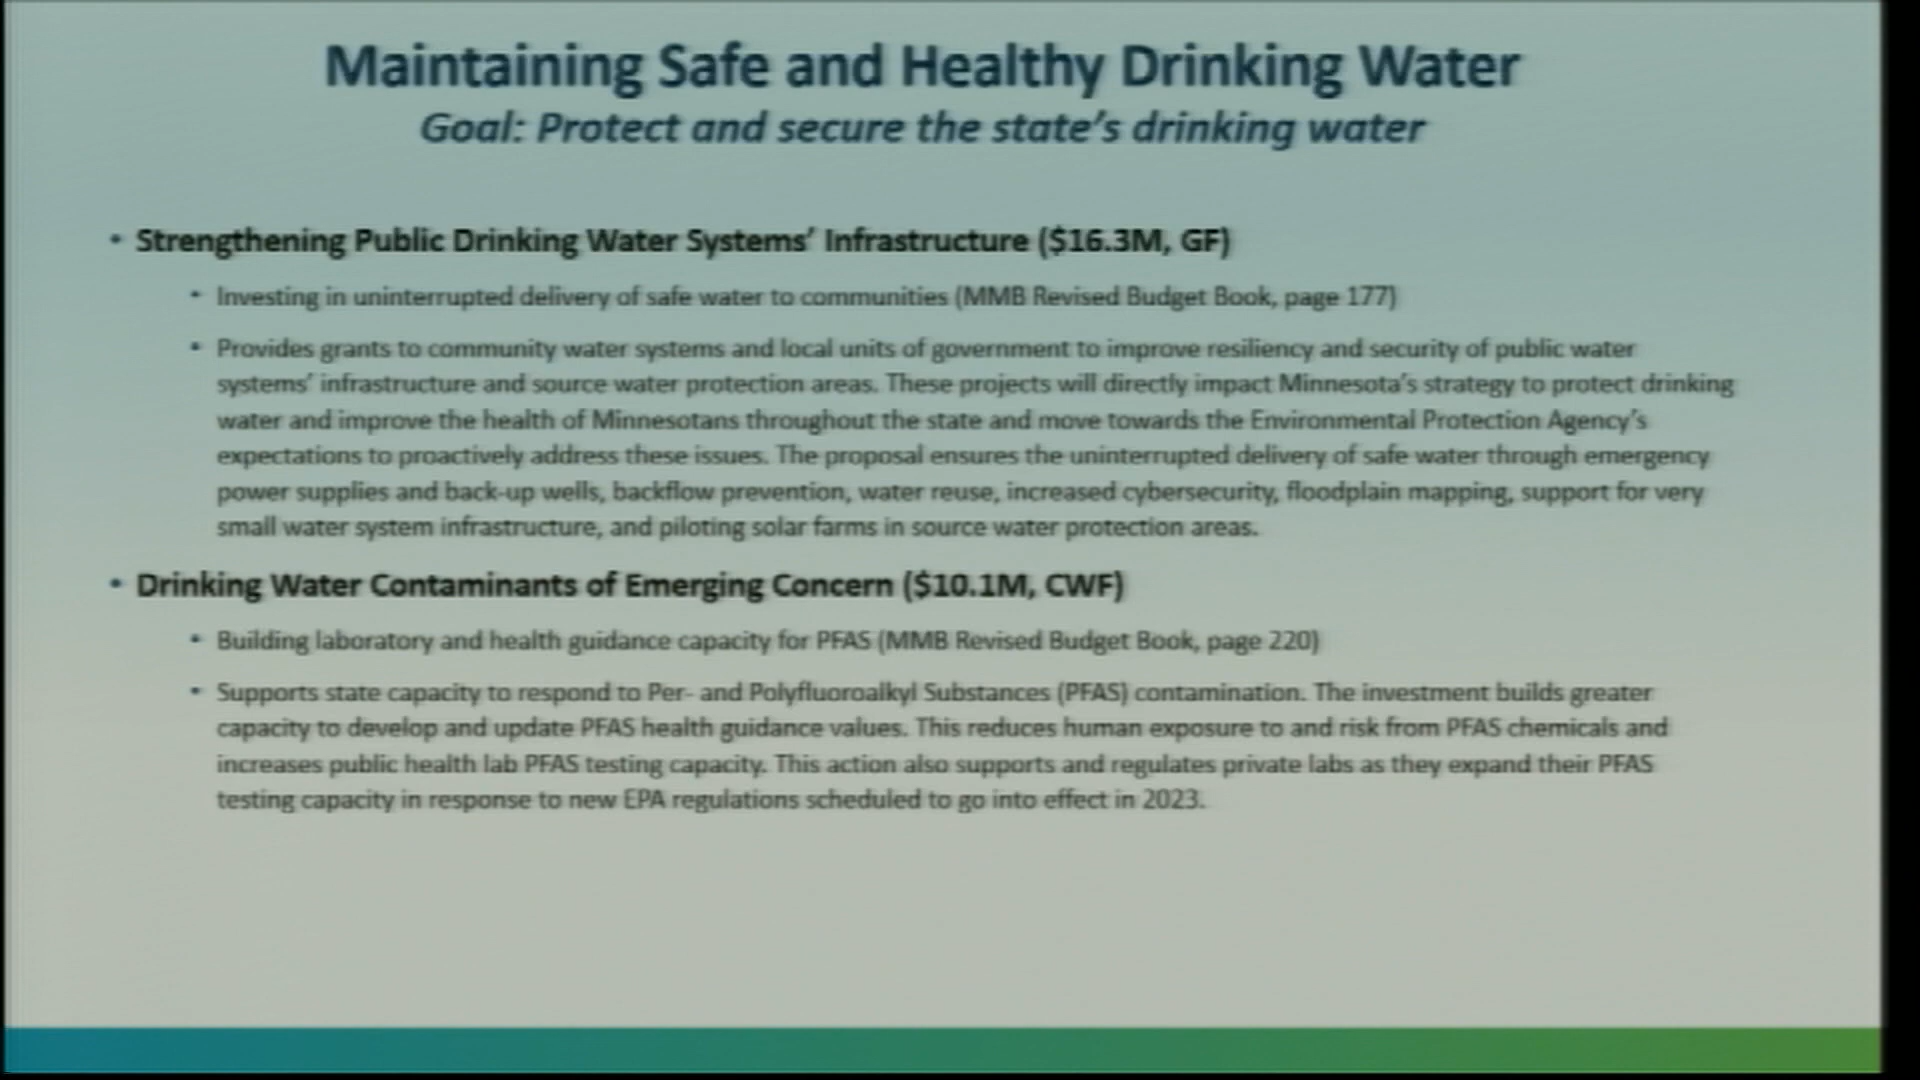 Maintaining Safe and Healthy Drinking Water
Goal: Protect and secure the state's drinking water
• Strengthening Public Drinking Water Systems' Infrastructure ($16.3M, GF)
• Investing in uninterrupted delivery of safe water to communities (MMB Revised Budget Book, page 177)
• Provides grants to community water systems and local units of government to improve resiliency and security of public water
systems' infrastructure and source water protection areas. These projects will directly impact Minnesota's strategy to protect drinking
water and improve the health of Minnesotans throughout the state and move towards the Environmental Protection Agency's
expectations to proactively address these issues. The proposal ensures the uninterrupted delivery of safe water through emergency
power supplies and back-up wells, backflow prevention, water reuse, increased cybersecurity, floodplain mapping, support for very
small water system infrastructure, and piloting solar farms in source water protection areas.
• Drinking Water Contaminants of Emerging Concern ($10.1M, CWF)
• Building laboratory and health guidance capacity for PFAS (MMB Revised Budget Book, page 220)
• Supports state capacity to respond to Per- and Polyfluoroalkyl Substances (PFAS) contamination. The investment builds greater
capacity to develop and update PFAS health guidance values. This reduces human exposure to and risk from PFAS chemicals and
increases public health lab PFAS testing capacity. This action also supports and regulates private labs as they expand their PFAS
testing capacity in response to new EPA regulations scheduled to go into effect in 2023.